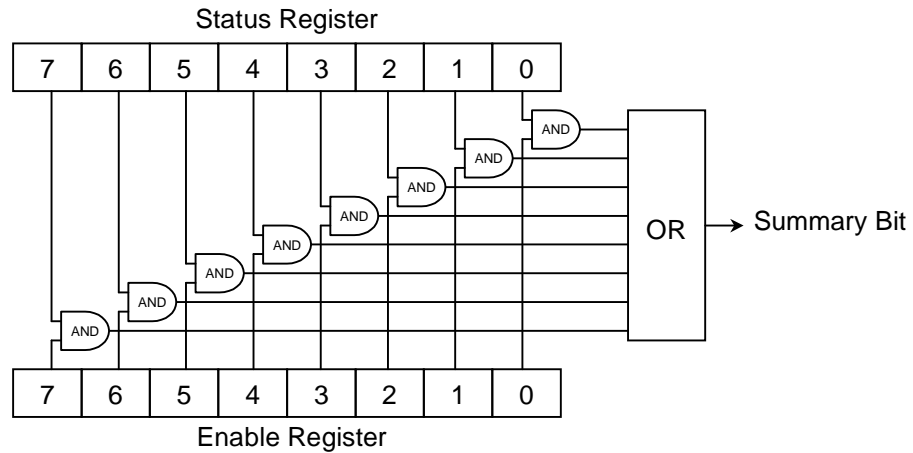 Status Register
7 6 5 4 3 2 1 0
AND
AND
AND
AND
AND
OR
Summary Bit
AND
AND
AND
7 6 5 4 3 2 1 0
Enable Register